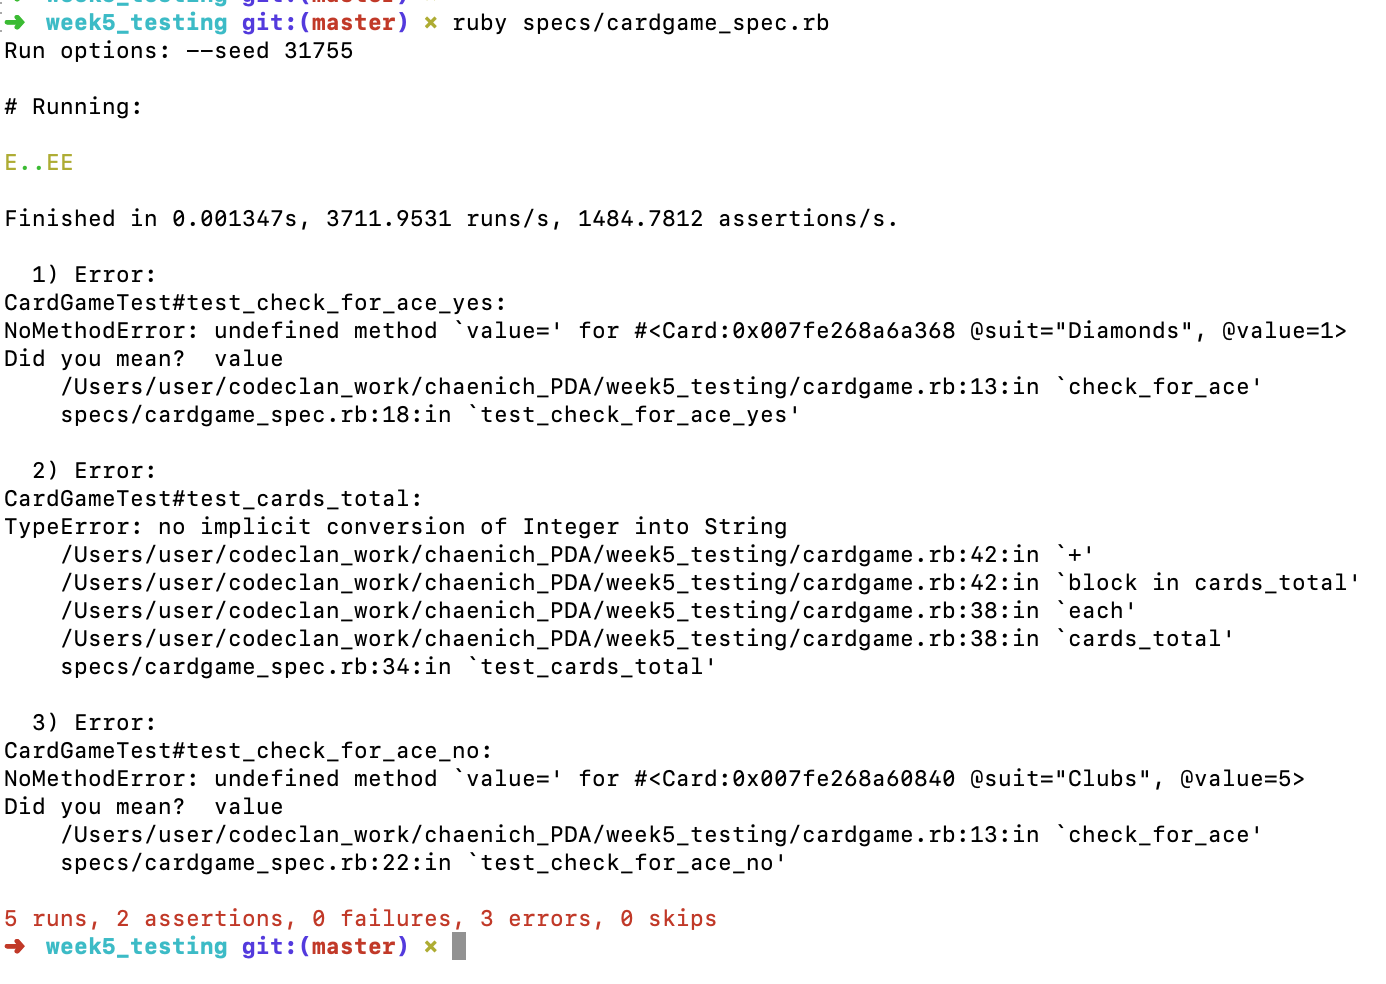 ➜ week5_testing git:(master) ✗ ruby specs/cardgame_spec.rb
Run options: --seed 31755
# Running:
E..EE
Finished in 0.001347s, 3711.9531 runs/s, 1484.7812 assertions/s.
1) Error:
CardGameTest#test_check_for_ace_yes:
NoMethodError: undefined method `value=' for #<Card:0x007fe268a6a368 @suit="Diamonds", @value=1>
Did you mean?  value
/Users/user/codeclan_work/chaenich_PDA/week5_testing/cardgame.rb:13:in `check_for_ace'
specs/cardgame_spec.rb:18:in `test_check_for_ace_yes'
2) Error:
CardGameTest#test_cards_total:
TypeError: no implicit conversion of Integer into String
/Users/user/codeclan_work/chaenich_PDA/week5_testing/cardgame.rb:42:in `+'
/Users/user/codeclan_work/chaenich_PDA/week5_testing/cardgame.rb:42:in `block in cards_total'
/Users/user/codeclan_work/chaenich_PDA/week5_testing/cardgame.rb:38:in `each'
/Users/user/codeclan_work/chaenich_PDA/week5_testing/cardgame.rb:38:in `cards_total'
specs/cardgame_spec.rb:34:in `test_cards_total'
3) Error:
CardGameTest#test_check_for_ace_no:
NoMethodError: undefined method `value=' for #<Card:0x007fe268a60840 @suit="Clubs", @value=5>
Did you mean?  value
/Users/user/codeclan_work/chaenich_PDA/week5_testing/cardgame.rb:13:in `check_for_ace'
specs/cardgame_spec.rb:22:in `test_check_for_ace_no'
5 runs, 2 assertions, 0 failures, 3 errors, 0 skips
➜ week5_testing git:(master) ✗